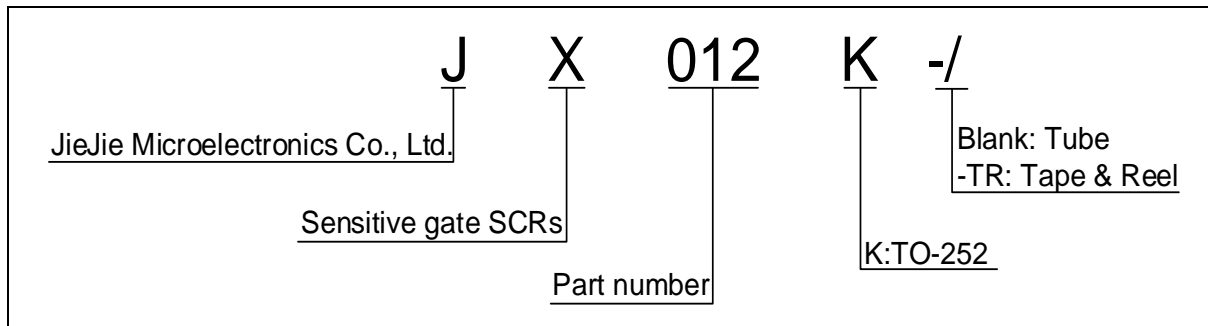 J X 012 K -/
JieJie Microelectronics Co., Ltd.
Blank: Tube
-TR: Tape & Reel
Sensitive gate SCRs
K:TO-252
Part number